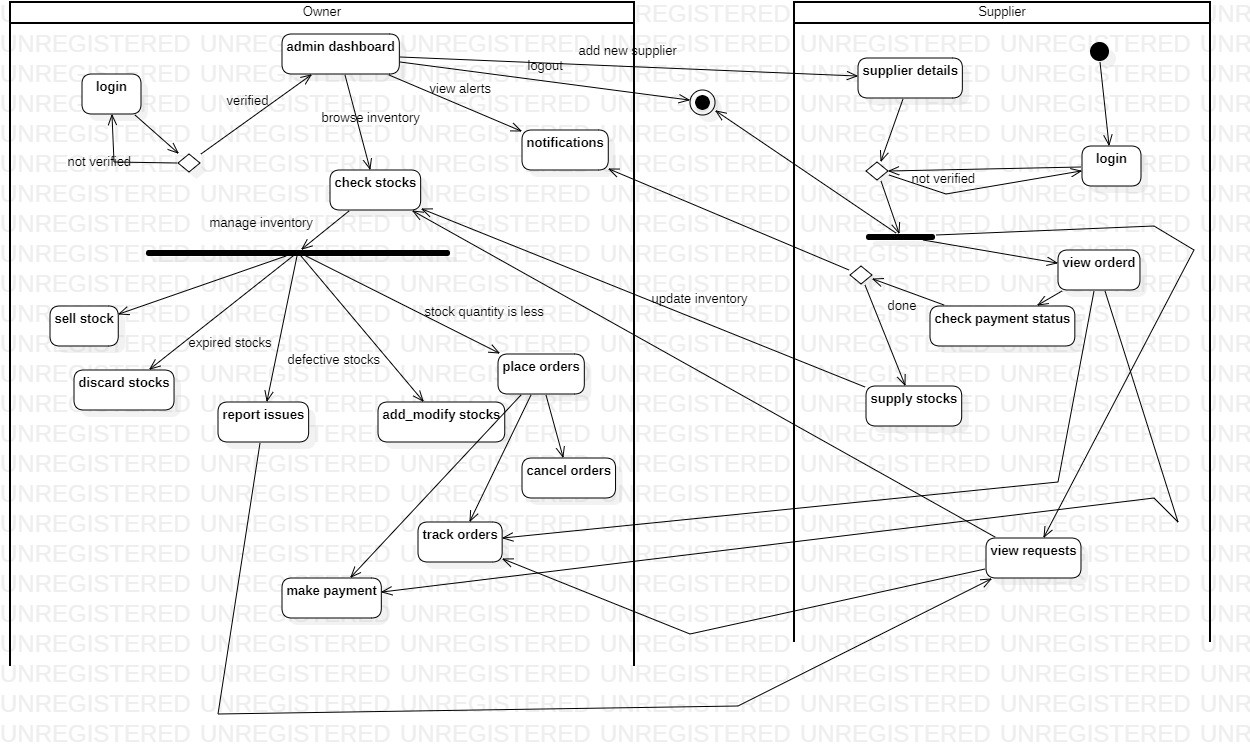 Owner
Supplier
admin dashboard
add new supplier
logout
supplier details
login
verified
view alerts
browse inventory
notifications
not verified
login
not verified
check stocks
manage inventory
view orderd
update inventory
done
check payment status
sell stock
stock quantity is less
expired stocks
defective stocks
place orders
discard stocks
supply stocks
report issues
add_modify stocks
cancel orders
track orders
view requests
make payment
UNREGISTERED